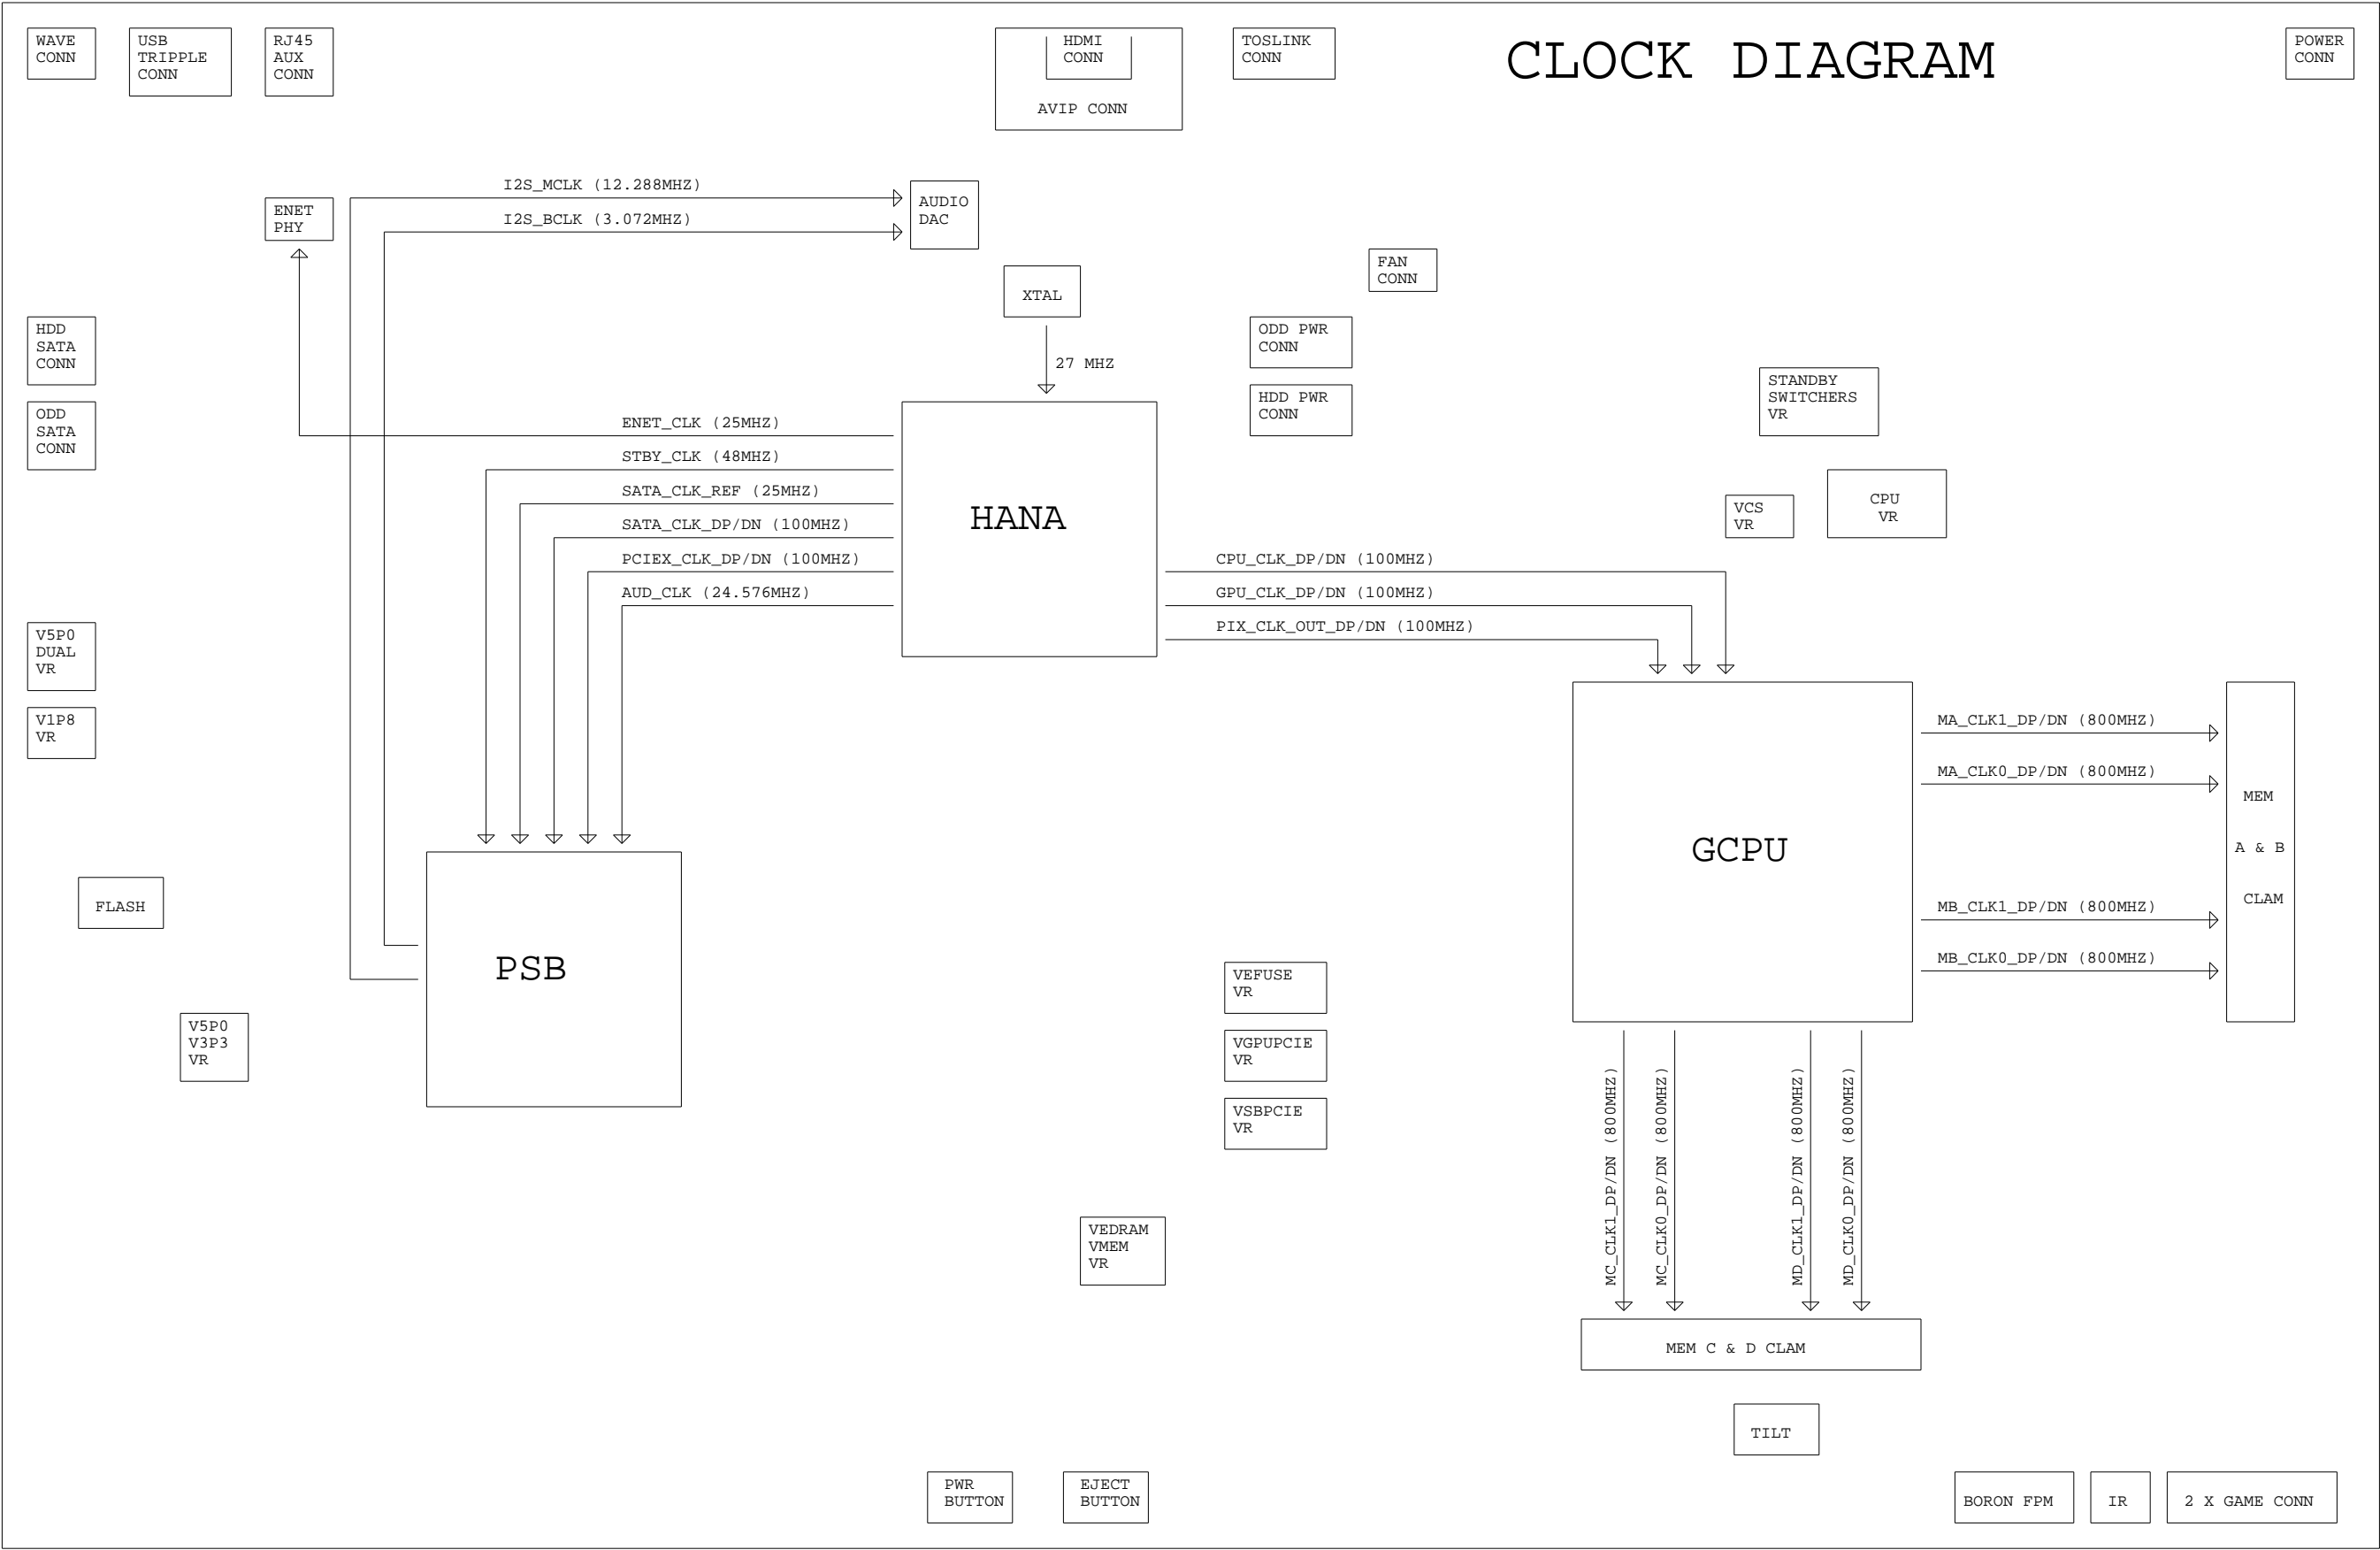 WAVE
CONN
USB
TRIPPLE
CONN
RJ45
AUX
CONN
HDMI
CONN
AVIP CONN
TOSLINK
CONN
CLOCK DIAGRAM
POWER
CONN
I2S_MCLK (12.288MHZ)
I2S_BCLK (3.072MHZ)
AUDIO
DAC
ENET
PHY
XTAL
27 MHZ
FAN
CONN
HDD
SATA
CONN
ODD
SATA
CONN
ODD PWR
CONN
HDD PWR
CONN
STANDBY
SWITCHERS
VR
ENET_CLK (25MHZ)
STBY_CLK (48MHZ)
SATA_CLK_REF (25MHZ)
SATA_CLK_DP/DN (100MHZ)
PCIEX_CLK_DP/DN (100MHZ)
AUD_CLK (24.576MHZ)
HANA
VCS
VR
CPU
VR
CPU_CLK_DP/DN (100MHZ)
GPU_CLK_DP/DN (100MHZ)
PIX_CLK_OUT_DP/DN (100MHZ)
V5P0
DUAL
VR
V1P8
VR
MA_CLK1_DP/DN (800MHZ)
MA_CLK0_DP/DN (800MHZ)
MB_CLK1_DP/DN (800MHZ)
MB_CLK0_DP/DN (800MHZ)
MEM
A & B
CLAM
GCPU
FLASH
PSB
V5P0
V3P3
VR
VEFUSE
VR
VGPUPCIE
VR
VSBPCIE
VR
MC_CLK1_DP/DN (800MHZ)
MC_CLK0_DP/DN (800MHZ)
MD_CLK1_DP/DN (800MHZ)
MD_CLK0_DP/DN (800MHZ)
VEDRAM
VMEM
VR
MEM C & D CLAM
TILT
PWR
BUTTON
EJECT
BUTTON
BORON FPM
IR
2 X GAME CONN